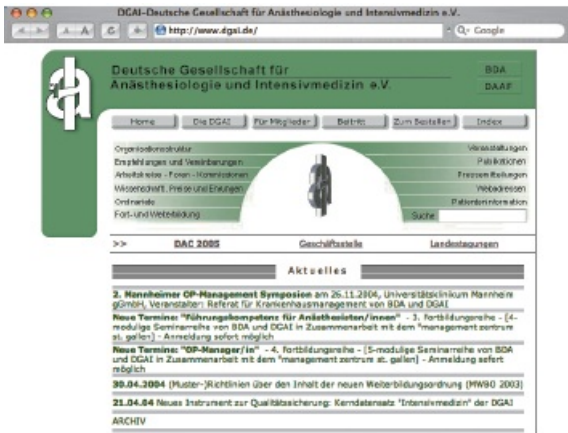 DGAI-Deutsche Gesellschaft für Anästhesiologie und Intensivmedizin e.V.
http://www.dgai.de/
Google
Deutsche Gesellschaft für
Anästhesiologie und Intensivmedizin e.V.
BDA
DAAF
Home
Die DGAI
Für Mitglieder
Beitritt
Zum Bestellen
Index
Organisationsstruktur
Empfehlungen und Vereinbarungen
Arbeitskreise - Foren - Kommissionen
Wissenschaft. Preise und Ehrungen
Ordinariate
Fort- und Weiterbildung
Veranstaltungen
Publikationen
Pressemitteilungen
Webadressen
Patienteninformation
Suche
>> DAC 2005 Geschäftsstelle Landestagungen
Aktuelles
2. Mannheimer OP-Management Symposion am 26.11.2004, Universitätsklinikum Mannheim
gGmbH, Veranstalter: Referat für Krankenhausmanagement von BDA und DGAI
Neue Termine: "Führungskompetenz für Anästhesisten/innen" - 3. Fortbildungsreihe - [4-
modulige Seminarreihe von BDA und DGAI in Zusammenarbeit mit dem "management zentrum
st. gallen] - Anmeldung sofort möglich
Neue Termine: "OP-Manager/in" - 4. Fortbildungsreihe - [5-modulige Seminarreihe von BDA
und DGAI in Zusammenarbeit mit dem "management zentrum st. gallen] - Anmeldung sofort
möglich
30.04.2004 (Muster-)Richtlinien über den Inhalt der neuen Weiterbildungsordnung (MWBO 2003)
21.04.04 Neues Instrument zur Qualitätssicherung: Kerndatensatz "Intensivmedizin" der DGAI
ARCHIV